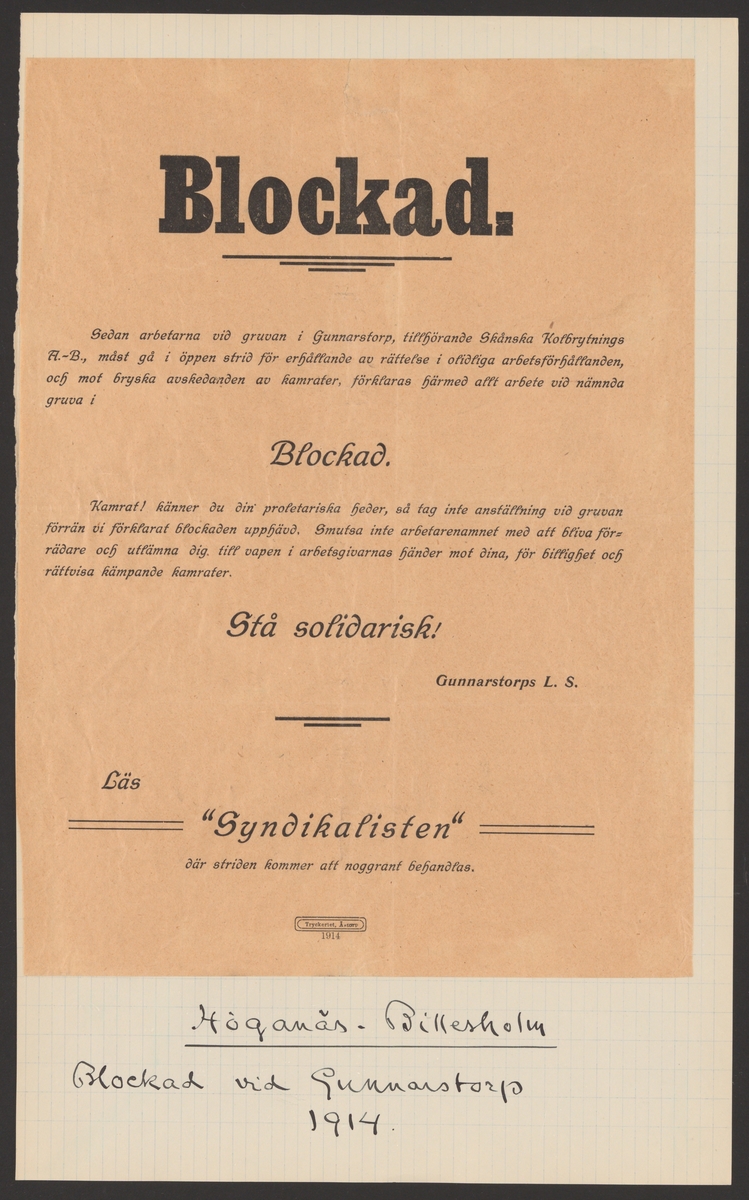 Blockad.
Sedan arbetarna vid gruvan i Gunnarstorp, tillhörande Skånska Kolbrytnings
A.-B., måst gå i öppen strid för erhållande av rättelse i olidliga arbetsförhållanden,
och mot bryska avskedanden av kamrater, förklaras härmed allt arbete vid nämnda
gruva i
Blockad.
Kamrat! känner du din proletariska heder, så tag inte anställning vid gruvan
förrän vi förklarat blockaden upphävd. Smutsa inte arbetarenamnet med att bliva för=
rädare och utlämna dig. till vapen i arbetsgivarnas händer mot dina, för billighet och
rättvisa kämpande kamrater.
Stå solidarisk!
Gunnarstorps L. S.
Läs
"Syndikalisten"
där striden kommer att noggrant behandlas.
Tryckeriet,
1914
Höganäs - Billesholm
Blockad vid Gunnarstorp
1914.